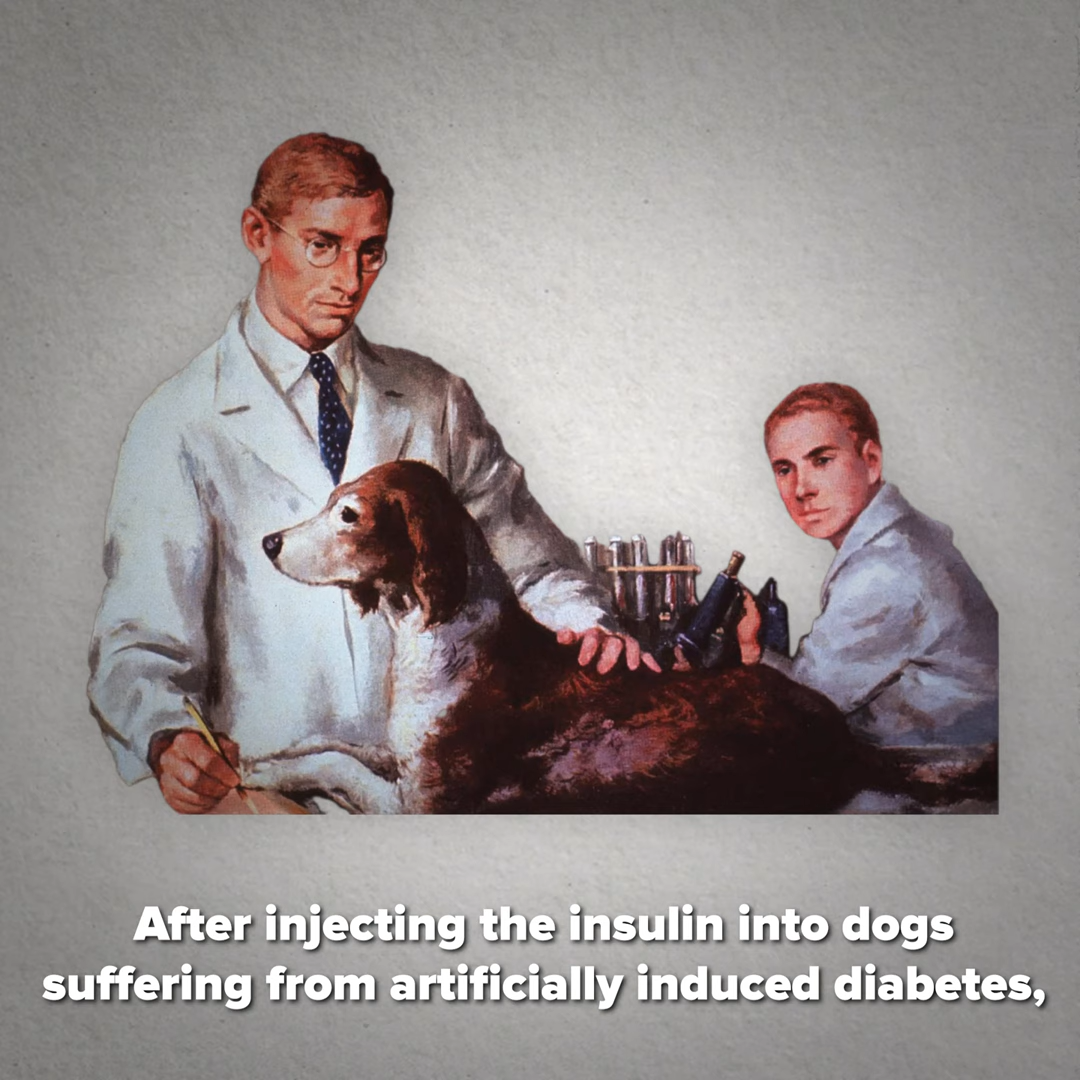 After injecting the insulin into dogs
suffering from artificially induced diabetes,